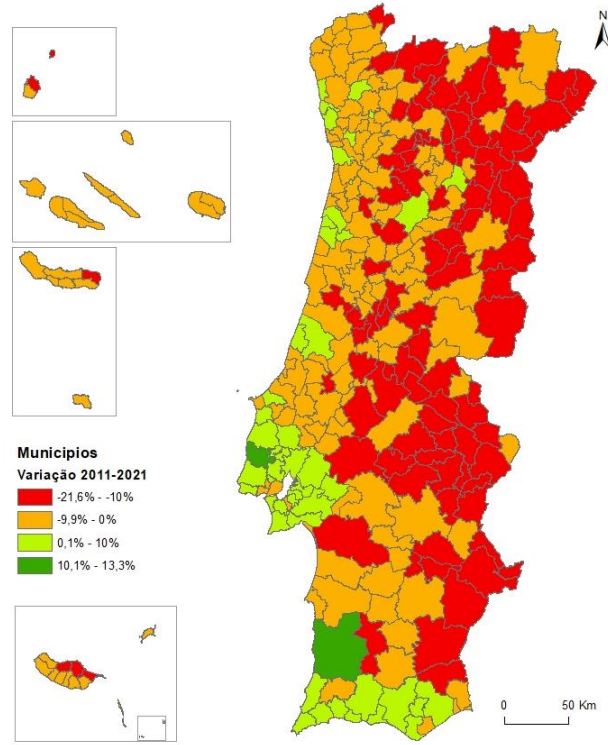 N
Municipios
Variação 2011-2021
-21,6% - -10%
-9,9% - 0%
0,1% - 10%
10,1% - 13,3%
0 50 Km